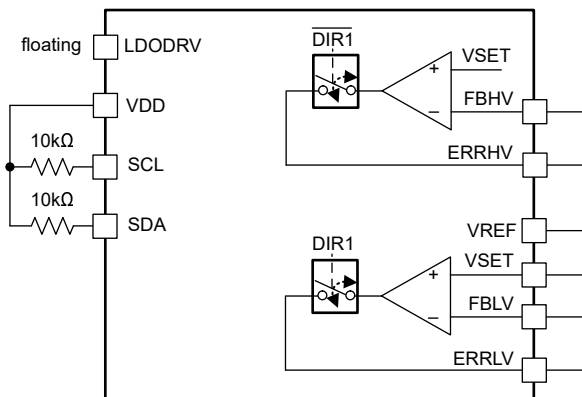 floating
LDODRV
VDD
10kΩ
SCL
10kΩ
SDA
DIR1
+
VSET
−
FBHV
ERRHV
VREF
DIR1
+
VSET
−
FBLV
ERRLV